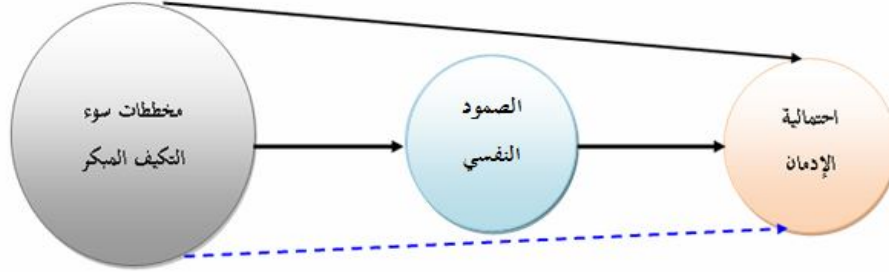 مخططات سوء
التكيف المبكر
الصمود
النفسي
احتمالية
الإدمان